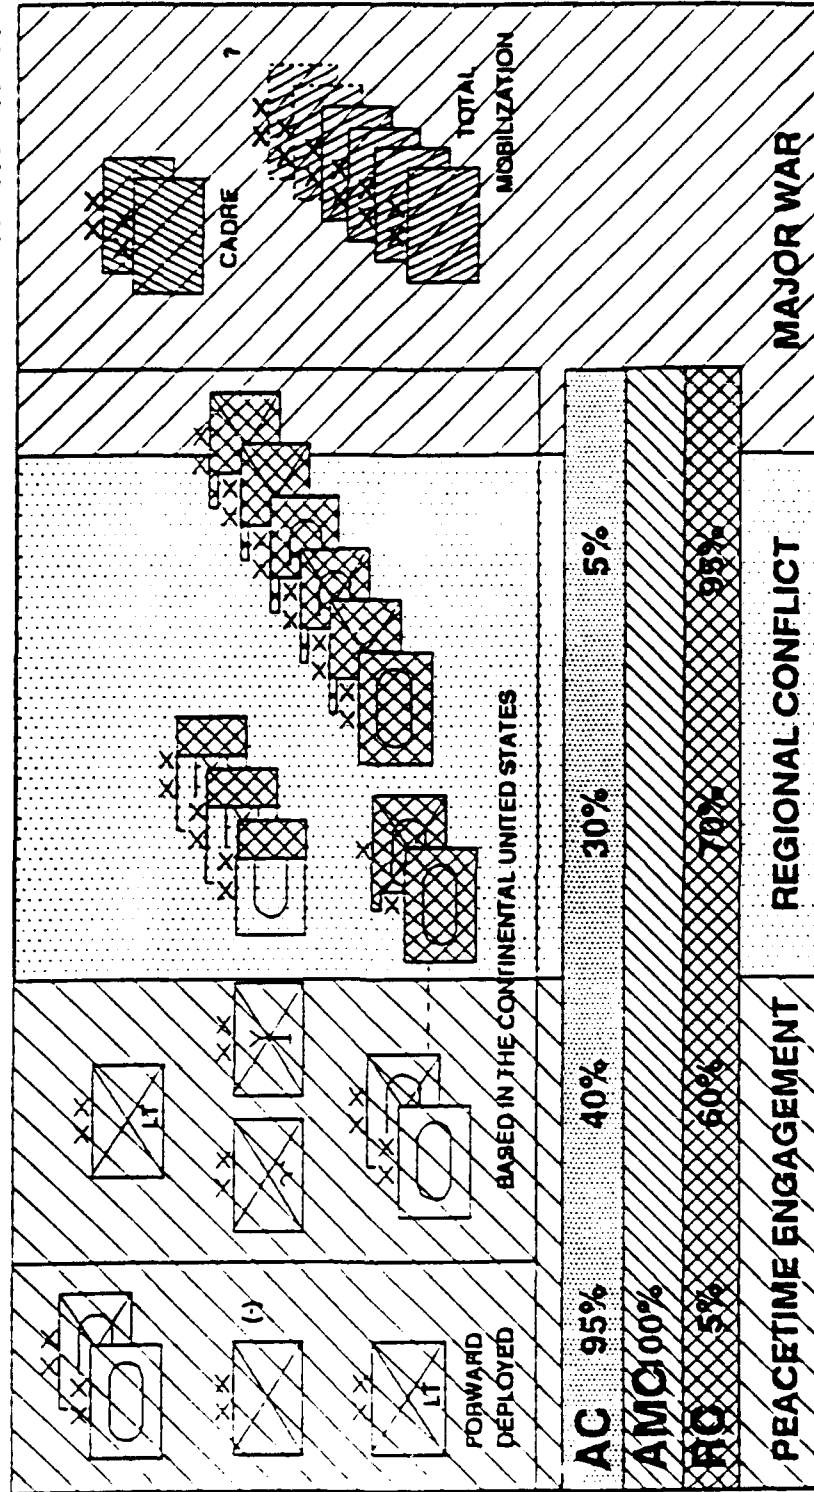 FORWARD
DEPLOYED
(-)
LT
LT
BASED IN THE CONTINENTAL UNITED STATES
CADRE
?
TOTAL
MOBILIZATION
AC 95% 40% 30% 5%
AMC 100%
RC 5% 60% 70% 95%
PEACETIME ENGAGEMENT REGIONAL CONFLICT MAJOR WAR